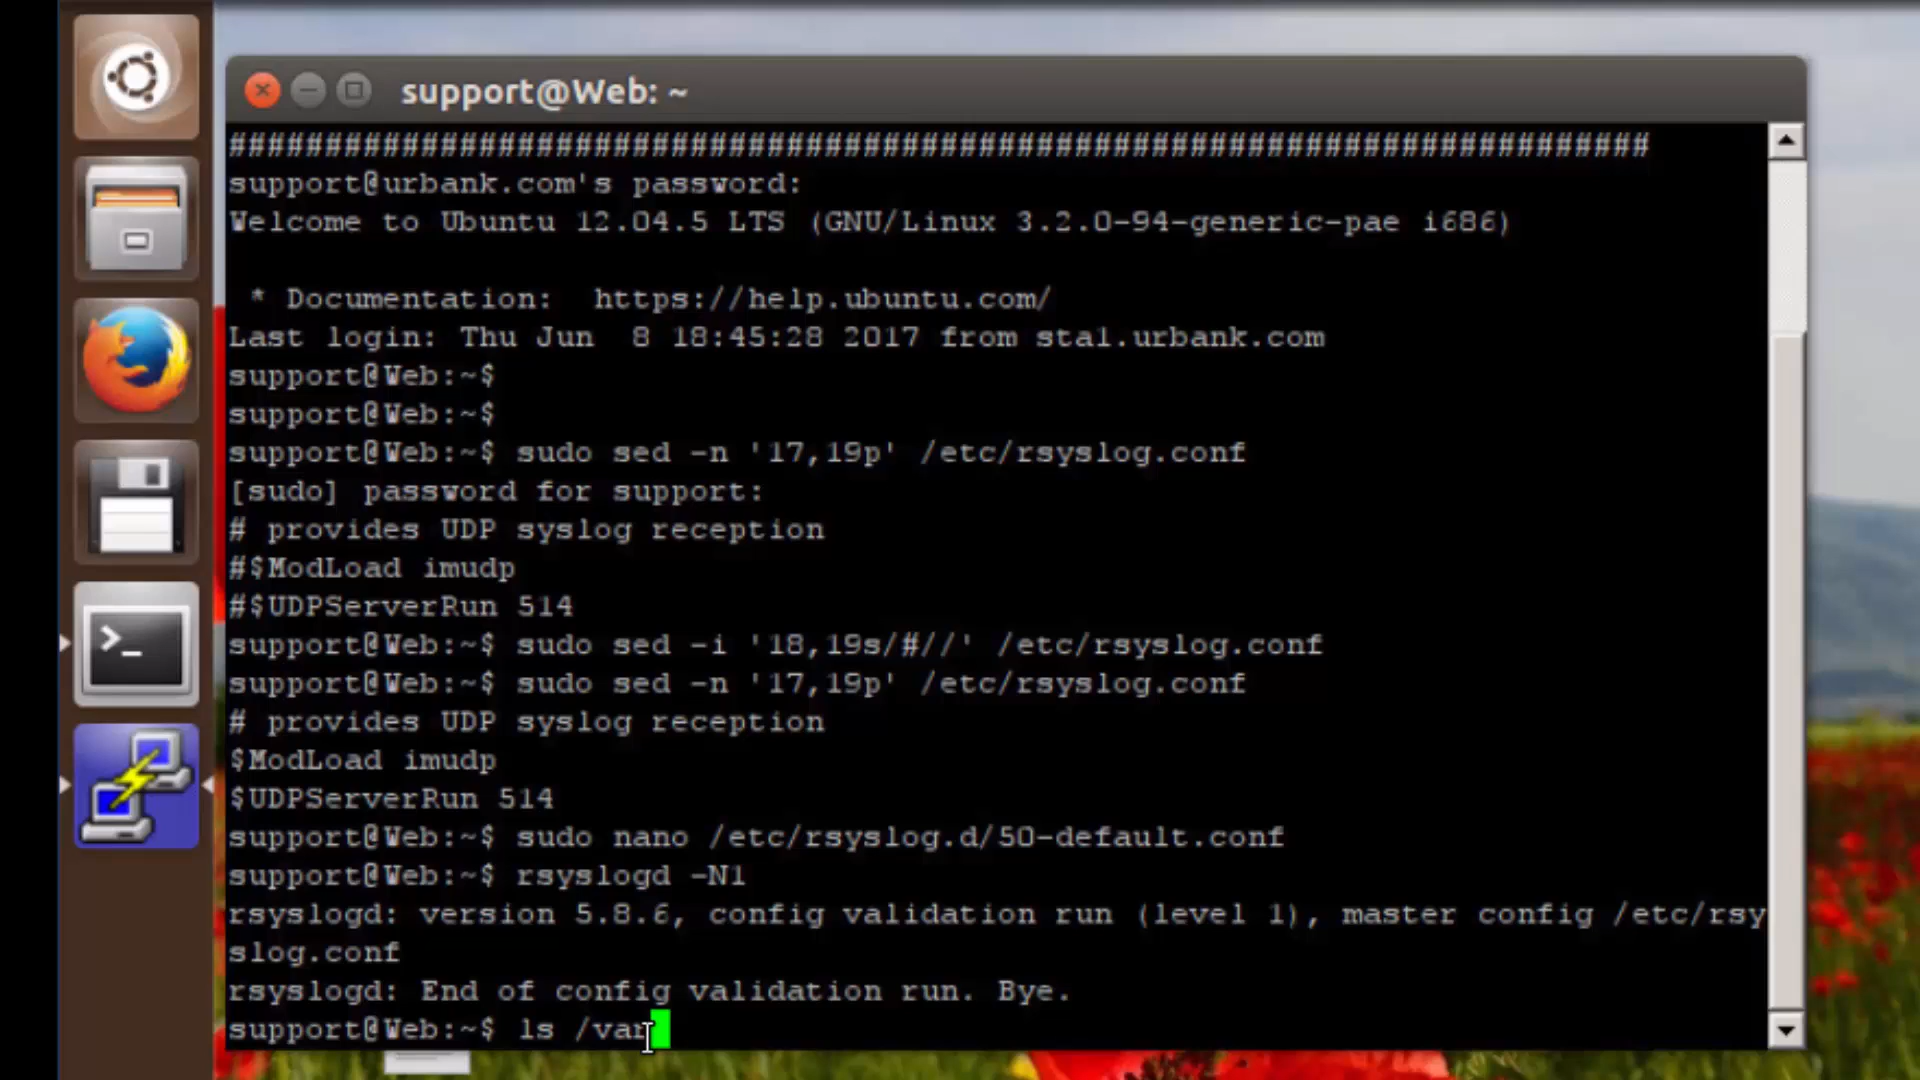 support@Web: ~
##########################################################################
support@urbank.com's password:
Welcome to Ubuntu 12.04.5 LTS (GNU/Linux 3.2.0-94-generic-pae i686)
* Documentation:  https://help.ubuntu.com/
Last login: Thu Jun  8 18:45:28 2017 from sta1.urbank.com
support@Web:~$
support@Web:~$
support@Web:~$ sudo sed -n '17,19p' /etc/rsyslog.conf
[sudo] password for support:
# provides UDP syslog reception
#$ModLoad imudp
#$UDPServerRun 514
support@Web:~$ sudo sed -i '18,19s/#//' /etc/rsyslog.conf
support@Web:~$ sudo sed -n '17,19p' /etc/rsyslog.conf
# provides UDP syslog reception
$ModLoad imudp
$UDPServerRun 514
support@Web:~$ sudo nano /etc/rsyslog.d/50-default.conf
support@Web:~$ rsyslogd -N1
rsyslogd: version 5.8.6, config validation run (level 1), master config /etc/rsy
slog.conf
rsyslogd: End of config validation run. Bye.
support@Web:~$ ls /var